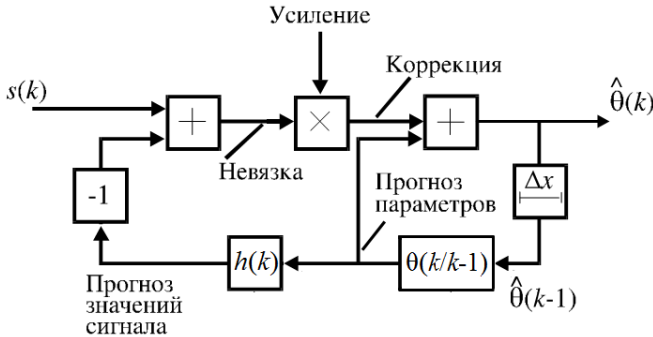 Усиление
Коррекция
s(k)
+
×
+
θ̂(k)
Невязка
-1
Прогноз
параметров
Δx
h(k)
θ(k/k-1)
θ̂(k-1)
Прогноз
значений
сигнала